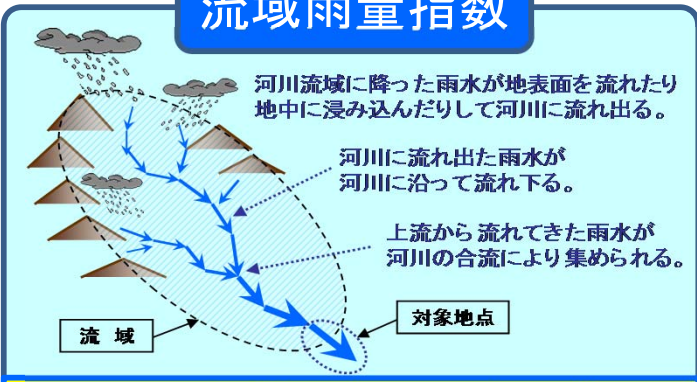 流域雨量指数
河川流域に降った雨水が地表面を流れたり
地中に浸み込んだりして河川に流れ出る。
河川に流れ出た雨水が
河川に沿って流れ下る。
上流から流れてきた雨水が
河川の合流により集められる。
対象地点
流域